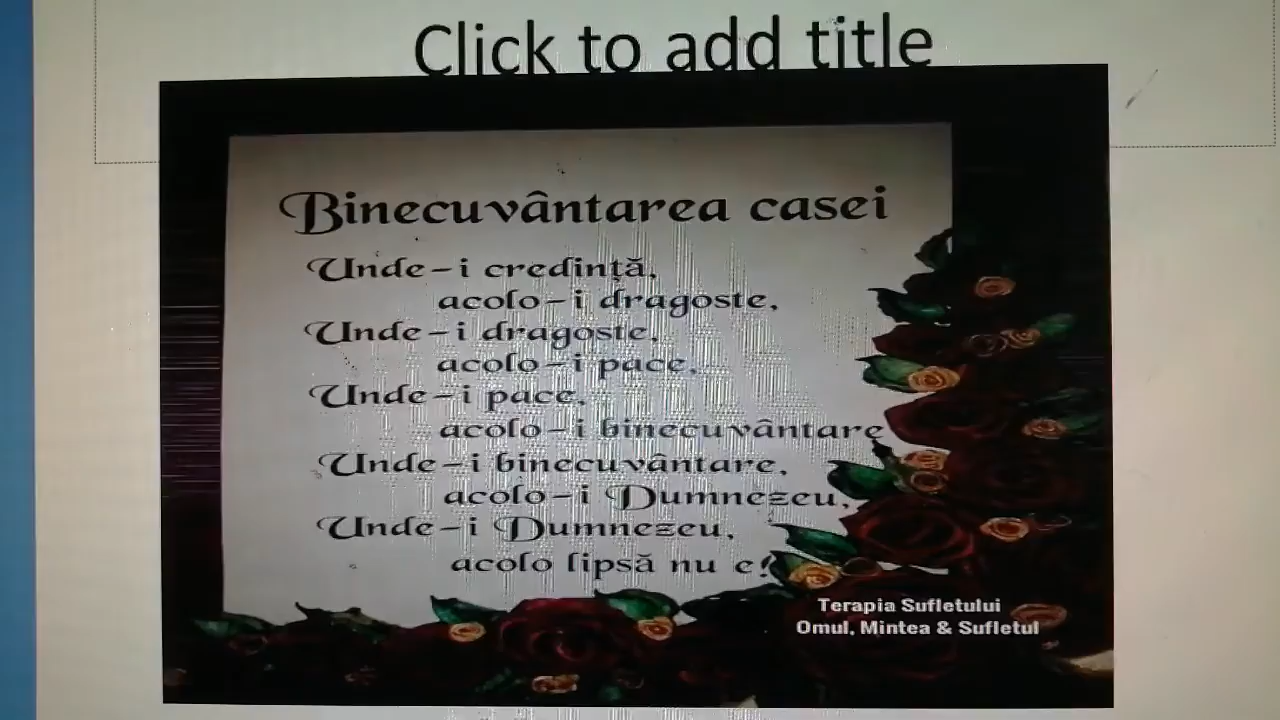 Click to add title
Binecuvântarea casei
Unde-i credință,
acolo-i dragoste,
Unde-i dragoste,
acolo-i pace,
Unde-i pace,
acolo-i binecuvântare
Unde-i binecuvântare,
acolo-i Dumnezeu,
Unde-i Dumnezeu,
acolo lipsă nu e!
Terapia Sufletului
Omul, Mintea & Sufletul